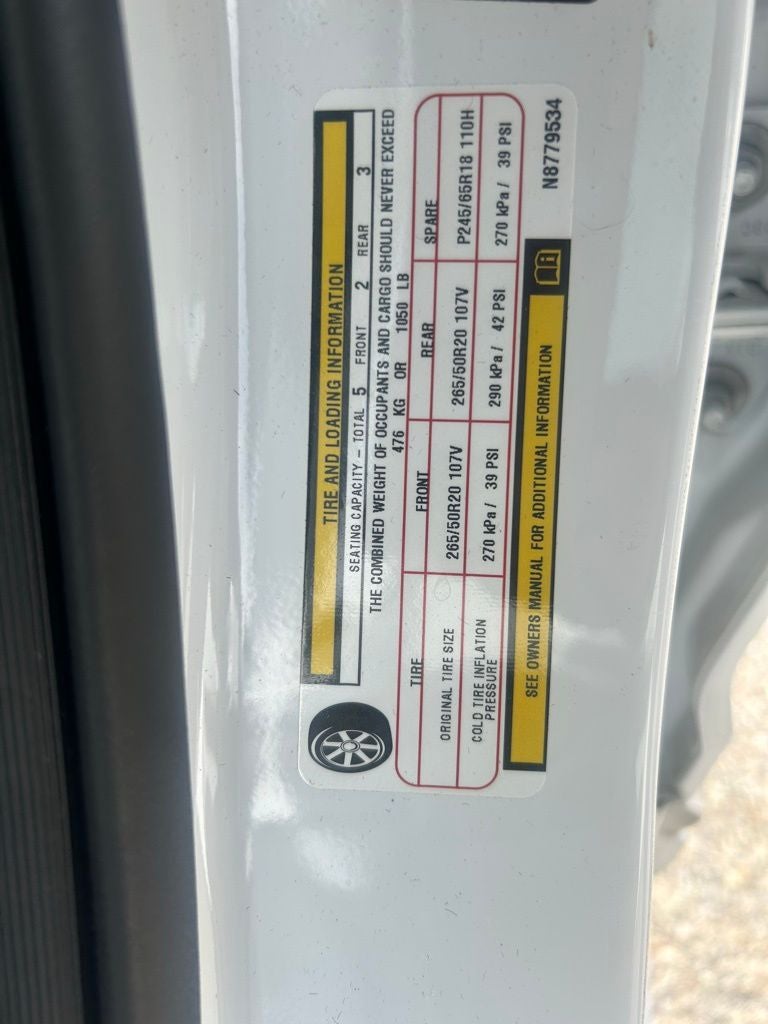 TIRE AND LOADING INFORMATION
SEATING CAPACITY - TOTAL 5 FRONT 2 REAR 3
THE COMBINED WEIGHT OF OCCUPANTS AND CARGO SHOULD NEVER EXCEED
476 KG OR 1050 LB
TIRE FRONT REAR SPARE
ORIGINAL TIRE SIZE 265/50R20 107V 265/50R20 107V P245/65R18 110H
COLD TIRE INFLATION PRESSURE 270 kPa / 39 PSI 290 kPa / 42 PSI 270 kPa / 39 PSI
SEE OWNERS MANUAL FOR ADDITIONAL INFORMATION
N8779534